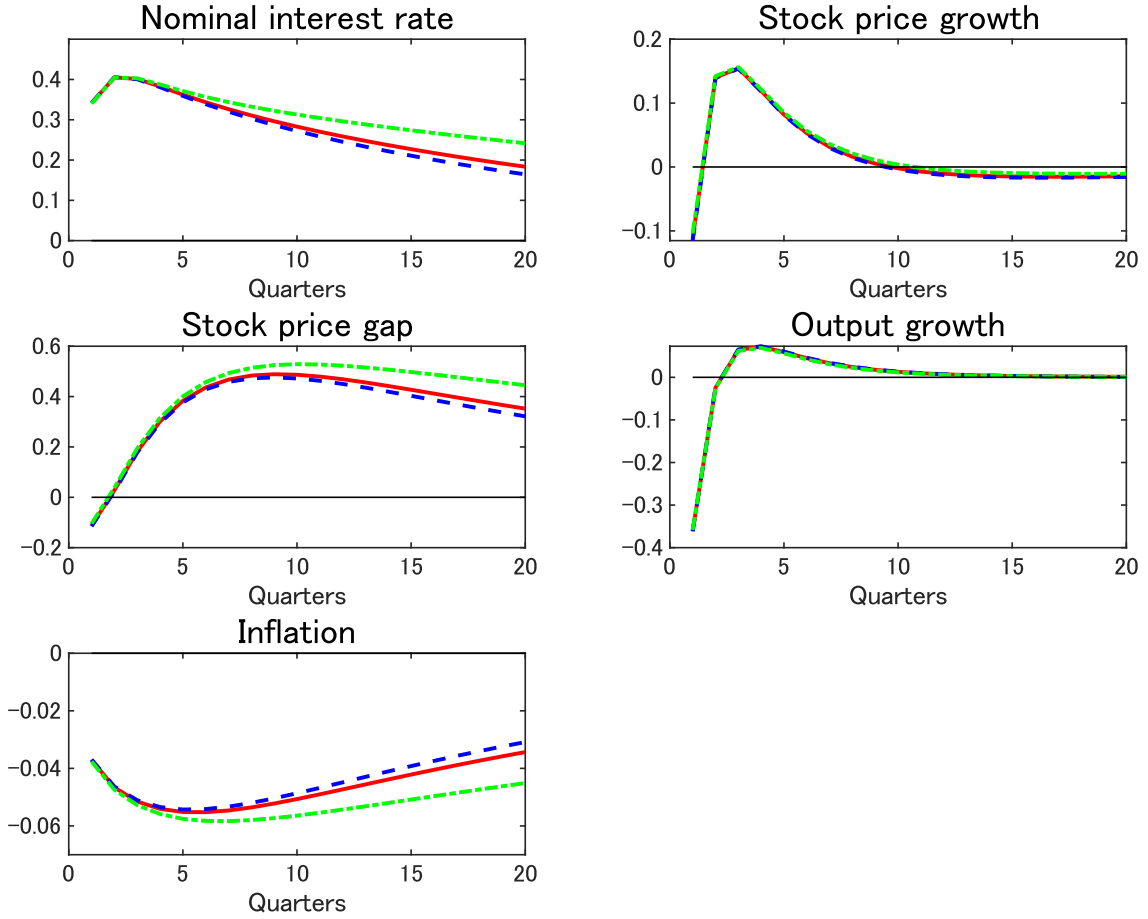 Nominal interest rate
0.4
0.3
0.2
0.1
0
0 5 10 15 20
Quarters
Stock price growth
0.2
0.1
0
−0.1
0 5 10 15 20
Quarters
Stock price gap
0.6
0.4
0.2
0
−0.2
0 5 10 15 20
Quarters
Output growth
0
−0.1
−0.2
−0.3
−0.4
0 5 10 15 20
Quarters
Inflation
0
−0.02
−0.04
−0.06
0 5 10 15 20
Quarters